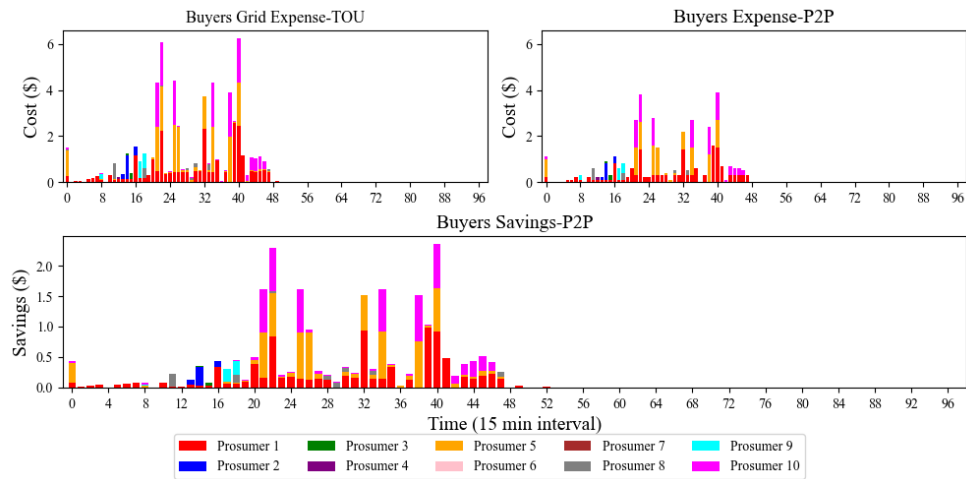 Buyers Grid Expense-TOU
Buyers Expense-P2P
Cost ($)
6
4
2
0
0 8 16 24 32 40 48 56 64 72 80 88 96
Cost ($)
6
4
2
0
0 8 16 24 32 40 48 56 64 72 80 88 96
Buyers Savings-P2P
Savings ($)
2.0
1.5
1.0
0.5
0.0
0 4 8 12 16 20 24 28 32 36 40 44 48 52 56 60 64 68 72 76 80 84 88 92 96
Time (15 min interval)
Prosumer 1 Prosumer 3 Prosumer 5 Prosumer 7 Prosumer 9
Prosumer 2 Prosumer 4 Prosumer 6 Prosumer 8 Prosumer 10